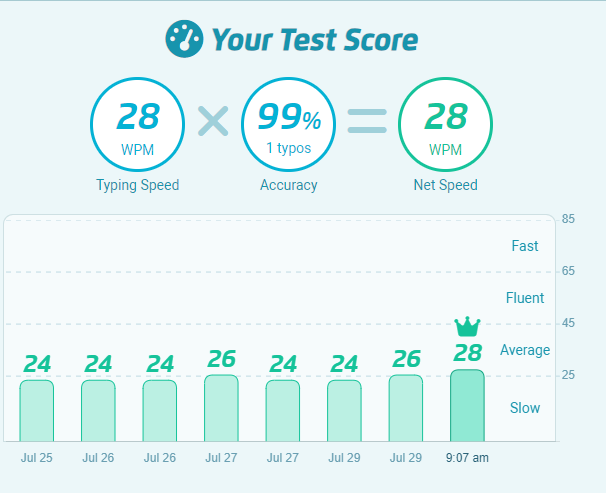 Your Test Score
28 99% 28
WPM 1 typos WPM
Typing Speed Accuracy Net Speed
85
Fast
65
Fluent
45
28 Average
24 24 24 26 24 24 26
25
Slow
Jul 25 Jul 26 Jul 26 Jul 27 Jul 27 Jul 29 Jul 29 9:07 am